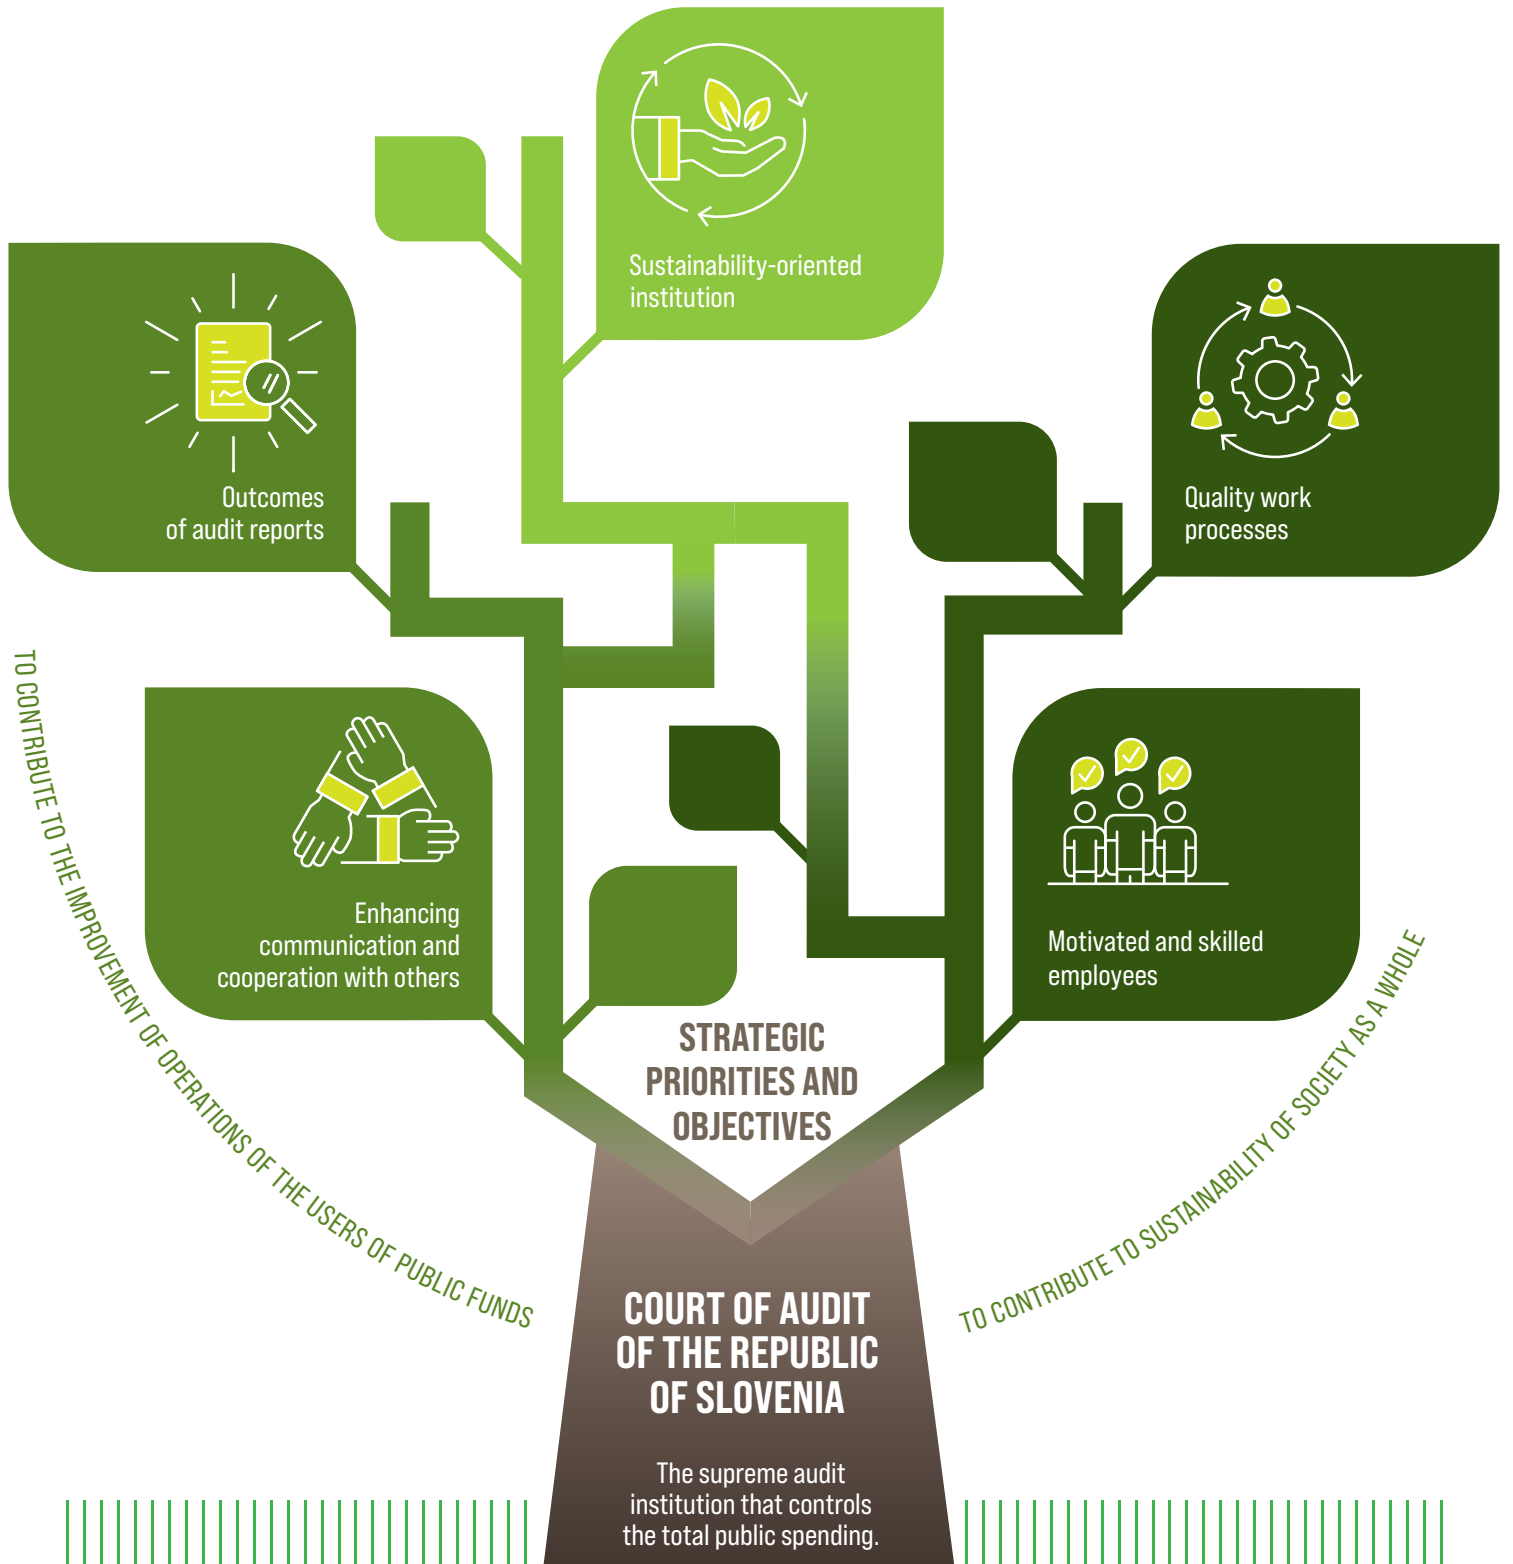 Sustainability-oriented
institution
Outcomes
of audit reports
Quality work
processes
Enhancing
communication and
cooperation with others
Motivated and skilled
employees
STRATEGIC
PRIORITIES AND
OBJECTIVES
TO CONTRIBUTE TO THE IMPROVEMENT OF OPERATIONS OF THE USERS OF PUBLIC FUNDS
TO CONTRIBUTE TO SUSTAINABILITY OF SOCIETY AS A WHOLE
COURT OF AUDIT
OF THE REPUBLIC
OF SLOVENIA
The supreme audit
institution that controls
the total public spending.